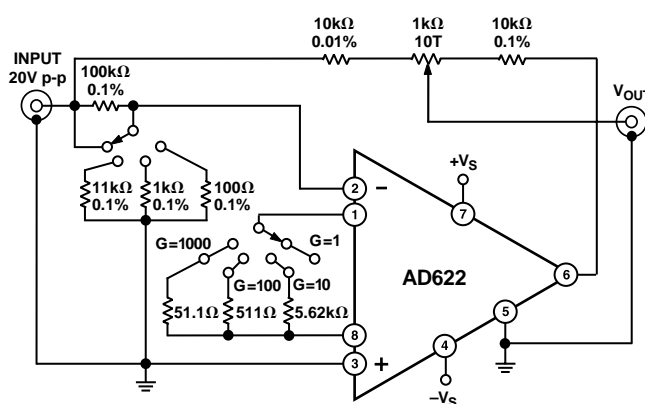 10kΩ
0.01%
1kΩ
10T
10kΩ
0.1%
INPUT
20V p-p
100kΩ
0.1%
VOUT
11kΩ
0.1%
1kΩ
0.1%
100Ω
0.1%
+VS
2
−
1
7
G=1000
G=1
G=100
G=10
AD622
6
51.1Ω
511Ω
5.62kΩ
5
8
4
3
+
−VS